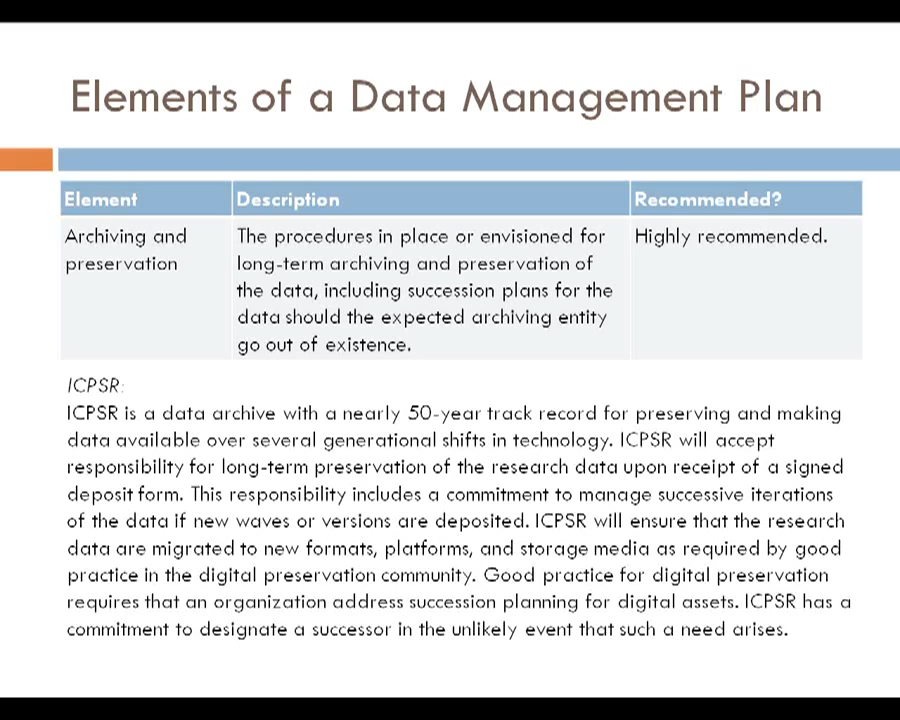 Elements of a Data Management Plan
Element Description Recommended?
Archiving and The procedures in place or envisioned for Highly recommended.
preservation long-term archiving and preservation of
the data, including succession plans for the
data should the expected archiving entity
go out of existence.
ICPSR:
ICPSR is a data archive with a nearly 50-year track record for preserving and making
data available over several generational shifts in technology. ICPSR will accept
responsibility for long-term preservation of the research data upon receipt of a signed
deposit form. This responsibility includes a commitment to manage successive iterations
of the data if new waves or versions are deposited. ICPSR will ensure that the research
data are migrated to new formats, platforms, and storage media as required by good
practice in the digital preservation community. Good practice for digital preservation
requires that an organization address succession planning for digital assets. ICPSR has a
commitment to designate a successor in the unlikely event that such a need arises.